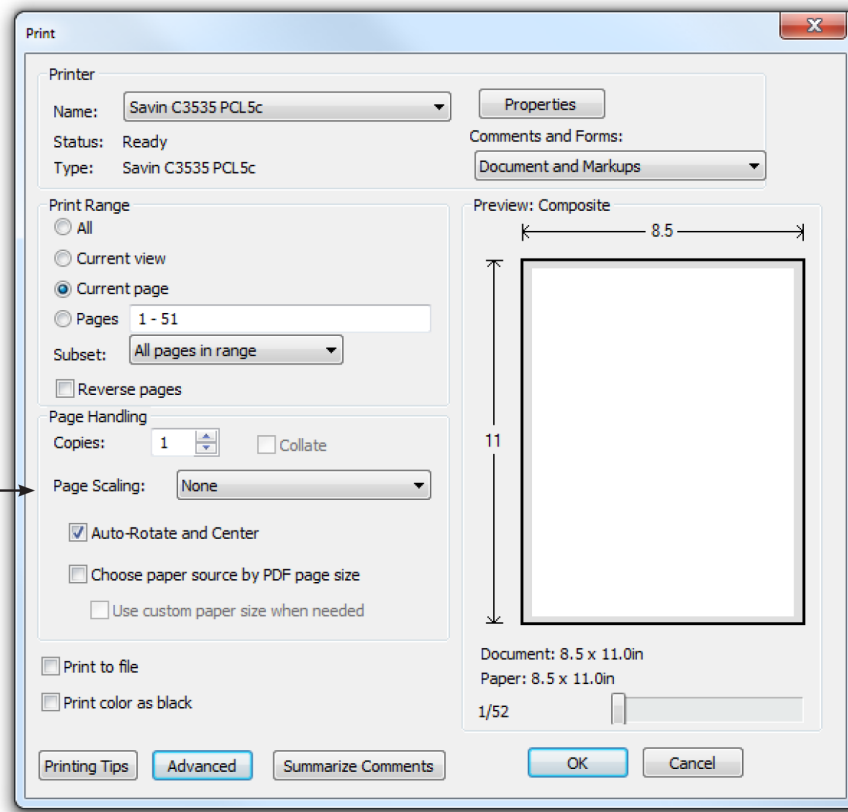 Print
Printer
Name: Savin C3535 PCL5c Properties
Status: Ready Comments and Forms:
Type: Savin C3535 PCL5c Document and Markups
Print Range
All
Current view
Current page
Pages 1 - 51
Subset: All pages in range
Reverse pages
Page Handling
Copies: 1 Collate
Page Scaling: None
Auto-Rotate and Center
Choose paper source by PDF page size
Use custom paper size when needed
Print to file
Print color as black
Preview: Composite
8.5
11
Document: 8.5 x 11.0in
Paper: 8.5 x 11.0in
1/52
Printing Tips Advanced Summarize Comments OK Cancel